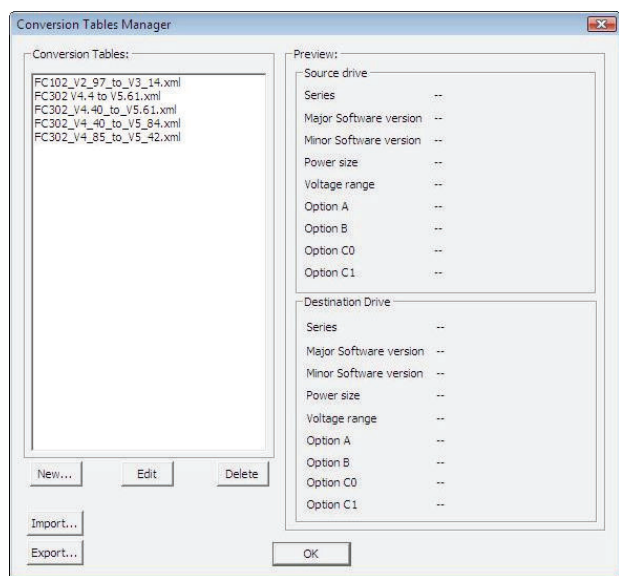 Conversion Tables Manager
Conversion Tables:
FC102_V2_97_to_V3_14.xml
FC302 V4.4 to V5.61.xml
FC302_V4.40_to_V5.61.xml
FC302_V4_40_to_V5_84.xml
FC302_V4_85_to_V5_42.xml
New...
Edit
Delete
Import...
Export...
Preview:
Source drive
Series --
Major Software version --
Minor Software version --
Power size --
Voltage range --
Option A --
Option B --
Option C0 --
Option C1 --
Destination Drive
Series --
Major Software version --
Minor Software version --
Power size --
Voltage range --
Option A --
Option B --
Option C0 --
Option C1 --
OK